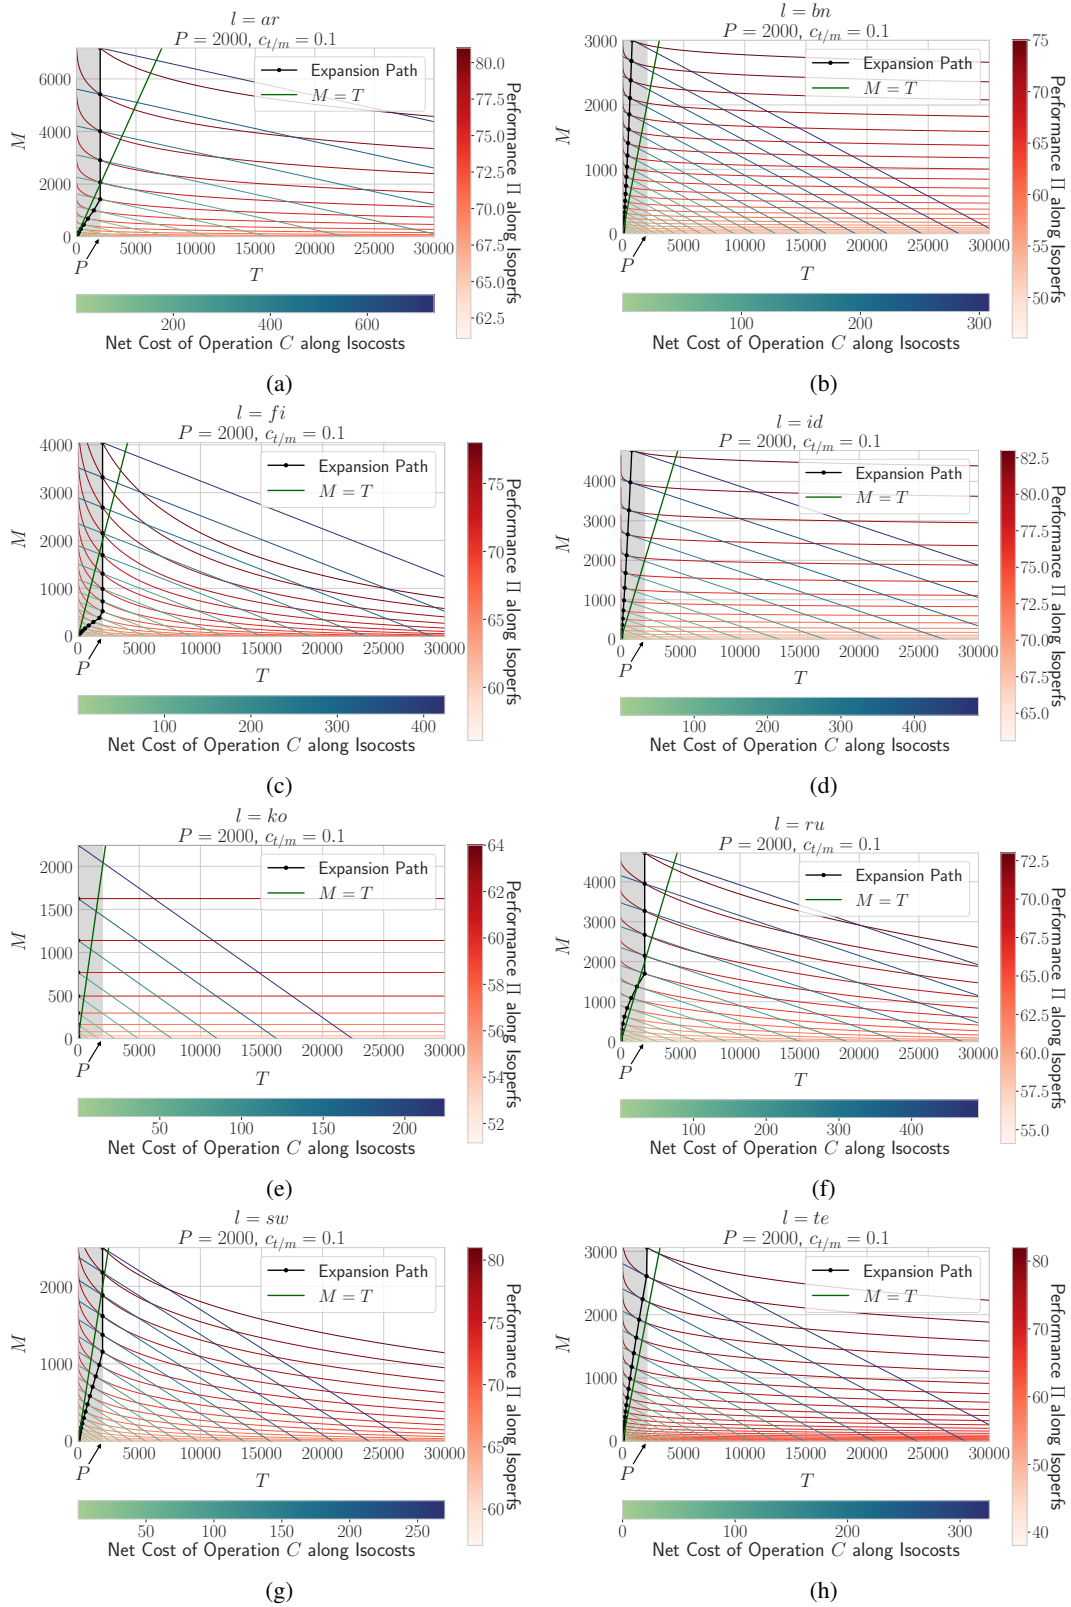 l = ar
P = 2000, c_{t/m} = 0.1
M
6000
4000
2000
0
Expansion Path
M = T
0 5000 10000 15000 20000 25000 30000
P
T
80.0
77.5
75.0
72.5
70.0
67.5
65.0
62.5
Performance Π along Isoperfs
200 400 600
Net Cost of Operation C along Isocosts
(a)
l = bn
P = 2000, c_{t/m} = 0.1
M
3000
2000
1000
0
Expansion Path
M = T
0 5000 10000 15000 20000 25000 30000
P
T
75
70
65
60
55
50
Performance Π along Isoperfs
100 200 300
Net Cost of Operation C along Isocosts
(b)
l = fi
P = 2000, c_{t/m} = 0.1
M
4000
3000
2000
1000
0
Expansion Path
M = T
0 5000 10000 15000 20000 25000 30000
P
T
75
70
65
60
Performance Π along Isoperfs
100 200 300 400
Net Cost of Operation C along Isocosts
(c)
l = id
P = 2000, c_{t/m} = 0.1
M
4000
3000
2000
1000
0
Expansion Path
M = T
0 5000 10000 15000 20000 25000 30000
P
T
82.5
80.0
77.5
75.0
72.5
70.0
67.5
65.0
Performance Π along Isoperfs
100 200 300 400
Net Cost of Operation C along Isocosts
(d)
l = ko
P = 2000, c_{t/m} = 0.1
M
2000
1500
1000
500
0
Expansion Path
M = T
0 5000 10000 15000 20000 25000 30000
P
T
64
62
60
58
56
54
52
Performance Π along Isoperfs
50 100 150 200
Net Cost of Operation C along Isocosts
(e)
l = ru
P = 2000, c_{t/m} = 0.1
M
4000
3000
2000
1000
0
Expansion Path
M = T
0 5000 10000 15000 20000 25000 30000
P
T
72.5
70.0
67.5
65.0
62.5
60.0
57.5
55.0
Performance Π along Isoperfs
100 200 300 400
Net Cost of Operation C along Isocosts
(f)
l = sw
P = 2000, c_{t/m} = 0.1
M
2000
1000
0
Expansion Path
M = T
0 5000 10000 15000 20000 25000 30000
P
T
80
75
70
65
60
Performance Π along Isoperfs
50 100 150 200 250
Net Cost of Operation C along Isocosts
(g)
l = te
P = 2000, c_{t/m} = 0.1
M
3000
2000
1000
0
Expansion Path
M = T
0 5000 10000 15000 20000 25000 30000
P
T
80
70
60
50
40
Performance Π along Isoperfs
0 100 200 300
Net Cost of Operation C along Isocosts
(h)